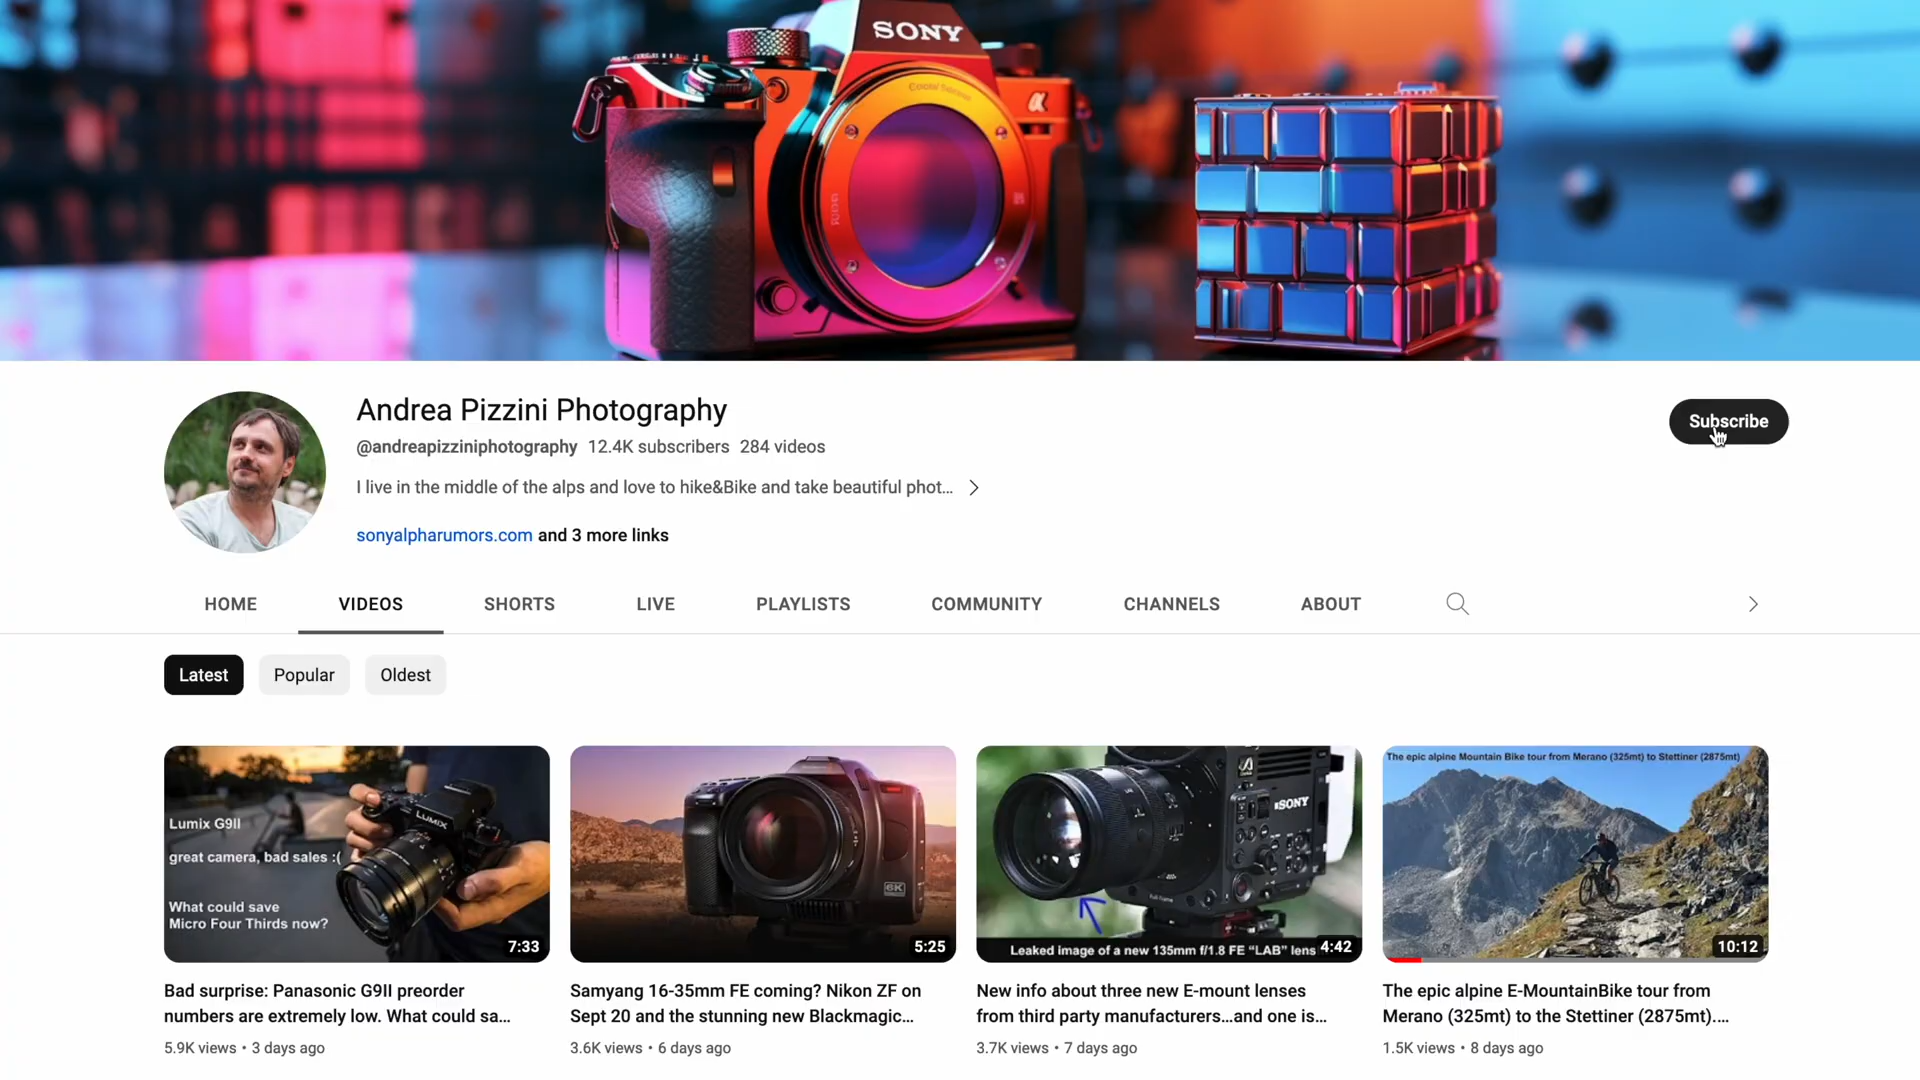 SONY
α
Andrea Pizzini Photography
@andreapizziniphotography 12.4K subscribers 284 videos
I live in the middle of the alps and love to hike&Bike and take beautiful phot...
sonyalpharumors.com and 3 more links
Subscribe
HOME VIDEOS SHORTS LIVE PLAYLISTS COMMUNITY CHANNELS ABOUT
Latest Popular Oldest
Lumix G9II
great camera, bad sales :(
What could save
Micro Four Thirds now?
LUMIX
7:33
6K
5:25
SONY
Leaked image of a new 135mm f/1.8 FE “LAB” lens
4:42
The epic alpine Mountain Bike tour from Merano (325mt) to Stettiner (2875mt)
10:12
Bad surprise: Panasonic G9II preorder
numbers are extremely low. What could sa...
5.9K views • 3 days ago
Samyang 16-35mm FE coming? Nikon ZF on
Sept 20 and the stunning new Blackmagic...
3.6K views • 6 days ago
New info about three new E-mount lenses
from third party manufacturers...and one is...
3.7K views • 7 days ago
The epic alpine E-MountainBike tour from
Merano (325mt) to the Stettiner (2875mt)....
1.5K views • 8 days ago